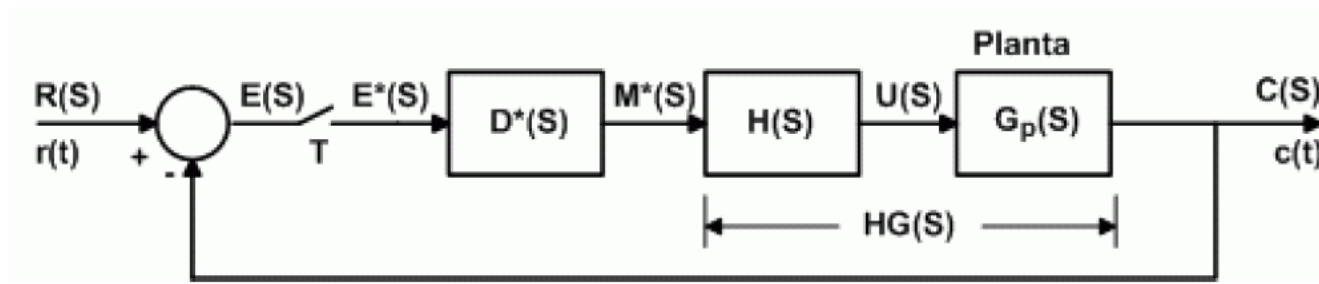 Planta
R(S)
E(S)
E*(S)
M*(S)
U(S)
C(S)
D*(S)
H(S)
Gp(S)
r(t)
+
-
T
c(t)
HG(S)